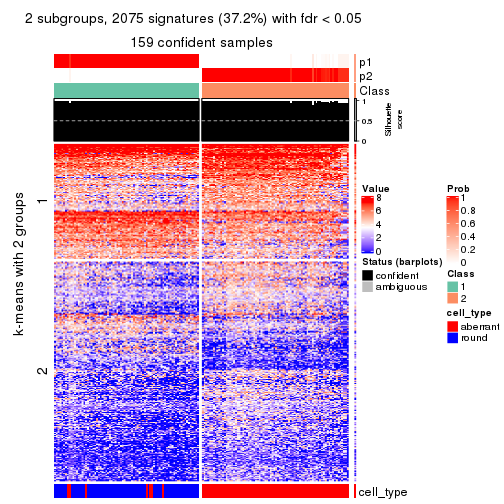 2 subgroups, 2075 signatures (37.2%) with fdr < 0.05
159 confident samples
p1
p2
Class
1
0.5
0
Silhouette
score
k-means with 2 groups
1
2
cell_type
Value
8
6
4
2
0
Status (barplots)
confident
ambiguous
Prob
1
0.8
0.6
0.4
0.2
0
Class
1
2
cell_type
aberrant
round